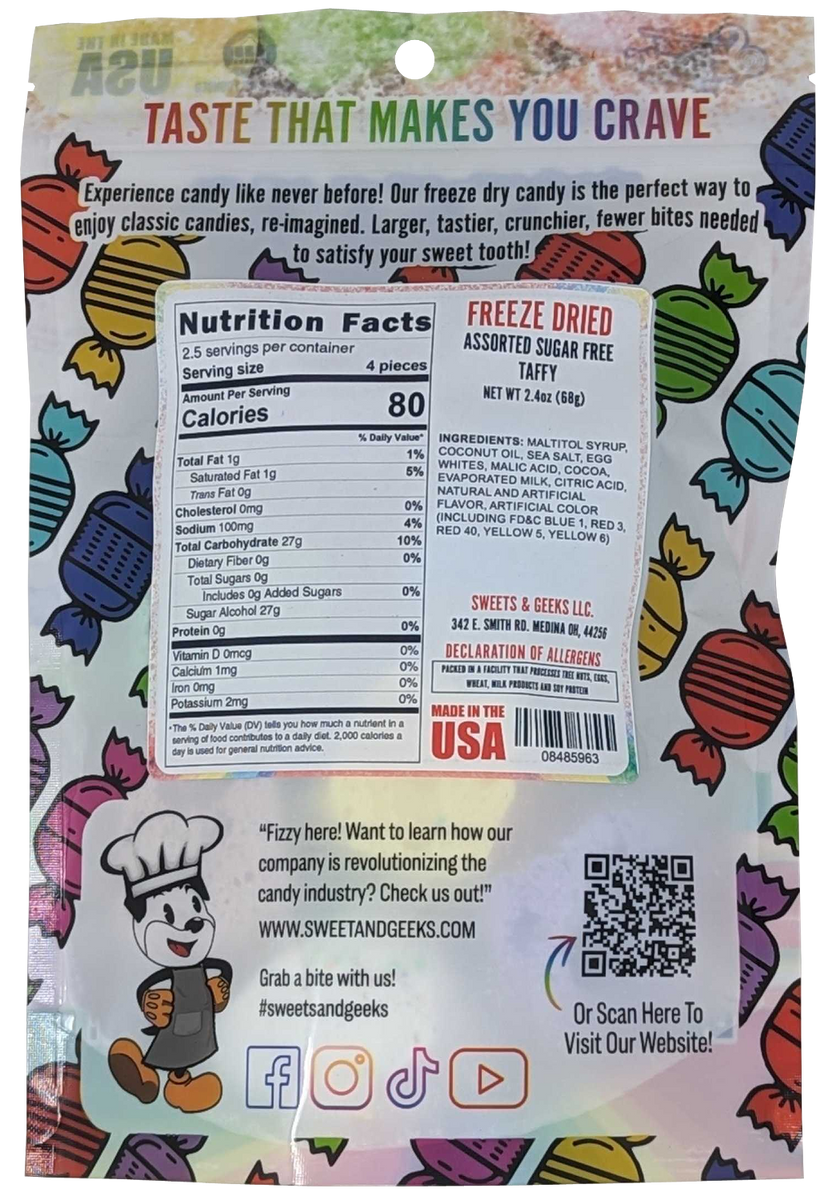 MADE IN THE
USA
TASTE THAT MAKES YOU CRAVE
Experience candy like never before! Our freeze dry candy is the perfect way to
enjoy classic candies, re-imagined. Larger, tastier, crunchier, fewer bites needed
to satisfy your sweet tooth!
Nutrition Facts
2.5 servings per container
Serving size 4 pieces
Amount Per Serving
Calories 80
% Daily Value*
Total Fat 1g 1%
Saturated Fat 1g 5%
Trans Fat 0g
Cholesterol 0mg 0%
Sodium 100mg 4%
Total Carbohydrate 27g 10%
Dietary Fiber 0g 0%
Total Sugars 0g
Includes 0g Added Sugars 0%
Sugar Alcohol 27g
Protein 0g 0%
Vitamin D 0mcg 0%
Calcium 1mg 0%
Iron 0mg 0%
Potassium 2mg 0%
*The % Daily Value (DV) tells you how much a nutrient in a
serving of food contributes to a daily diet. 2,000 calories a
day is used for general nutrition advice.
FREEZE DRIED
ASSORTED SUGAR FREE
TAFFY
NET WT 2.4oz (68g)
INGREDIENTS: MALTITOL SYRUP,
COCONUT OIL, SEA SALT, EGG
WHITES, MALIC ACID, COCOA,
EVAPORATED MILK, CITRIC ACID,
NATURAL AND ARTIFICIAL
FLAVOR, ARTIFICIAL COLOR
(INCLUDING FD&C BLUE 1, RED 3,
RED 40, YELLOW 5, YELLOW 6)
SWEETS & GEEKS LLC.
342 E. SMITH RD. MEDINA OH, 44256
DECLARATION OF ALLERGENS
PACKED IN A FACILITY THAT PROCESSES TREE NUTS, EGGS,
WHEAT, MILK PRODUCTS AND SOY PROTEIN
MADE IN THE
USA
08485963
"Fizzy here! Want to learn how our
company is revolutionizing the
candy industry? Check us out!"
WWW.SWEETANDGEEKS.COM
Grab a bite with us!
#sweetsandgeeks
Or Scan Here To
Visit Our Website!